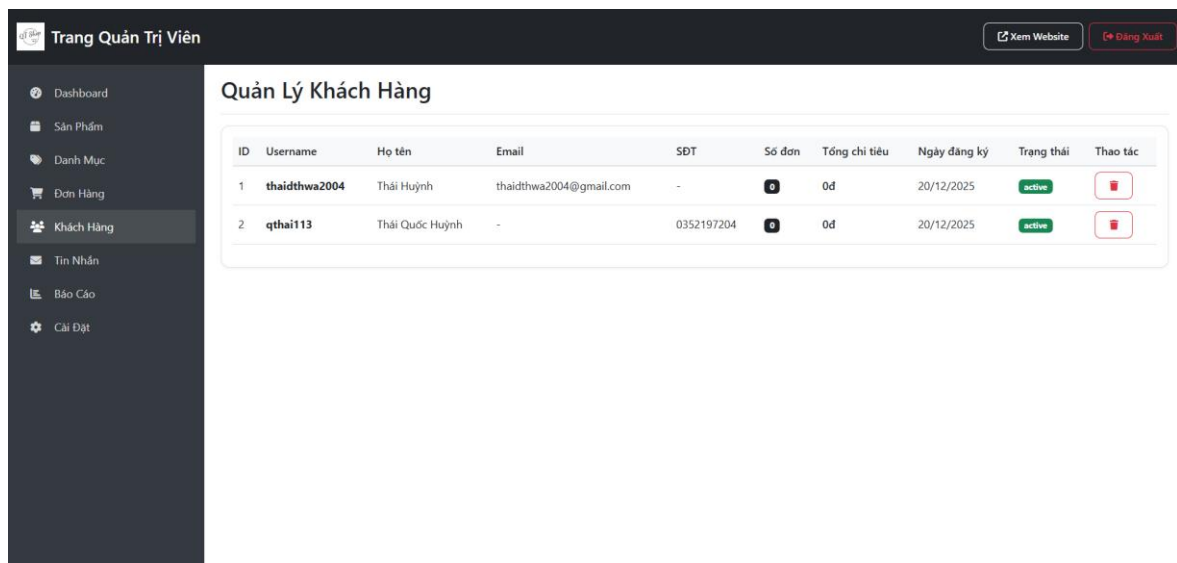 Trang Quản Trị Viên
Xem Website
Đăng Xuất
Dashboard
Sản Phẩm
Danh Mục
Đơn Hàng
Khách Hàng
Tin Nhắn
Báo Cáo
Cài Đặt
Quản Lý Khách Hàng
ID Username Họ tên Email SĐT Số đơn Tổng chi tiêu Ngày đăng ký Trạng thái Thao tác
1 thaidthwa2004 Thái Huỳnh thaidthwa2004@gmail.com - 0 0đ 20/12/2025 active
2 qthai113 Thái Quốc Huỳnh - 0352197204 0 0đ 20/12/2025 active